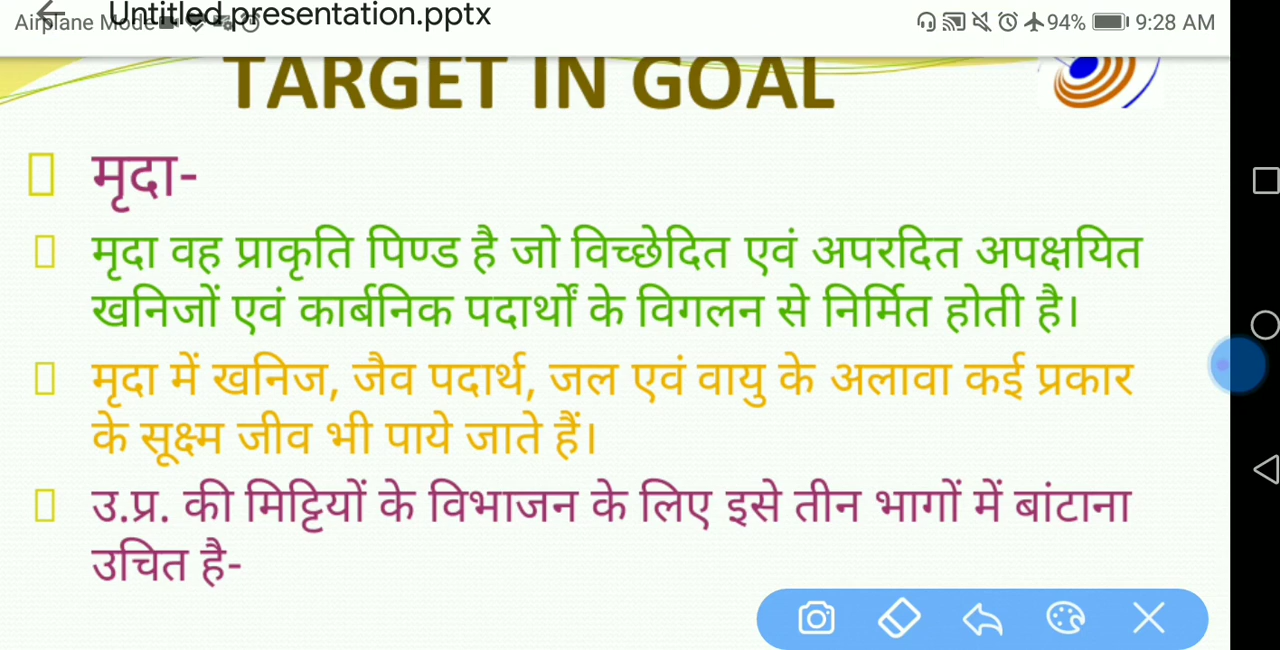 Untitled presentation.pptx
Airplane Mode 94% 9:28 AM
TARGET IN GOAL
मृदा-
मृदा वह प्राकृति पिण्ड है जो विच्छेदित एवं अपरदित अपक्षयित
खनिजों एवं कार्बनिक पदार्थों के विगलन से निर्मित होती है।
मृदा में खनिज, जैव पदार्थ, जल एवं वायु के अलावा कई प्रकार
के सूक्ष्म जीव भी पाये जाते हैं।
उ.प्र. की मिट्टियों के विभाजन के लिए इसे तीन भागों में बांटाना
उचित है-